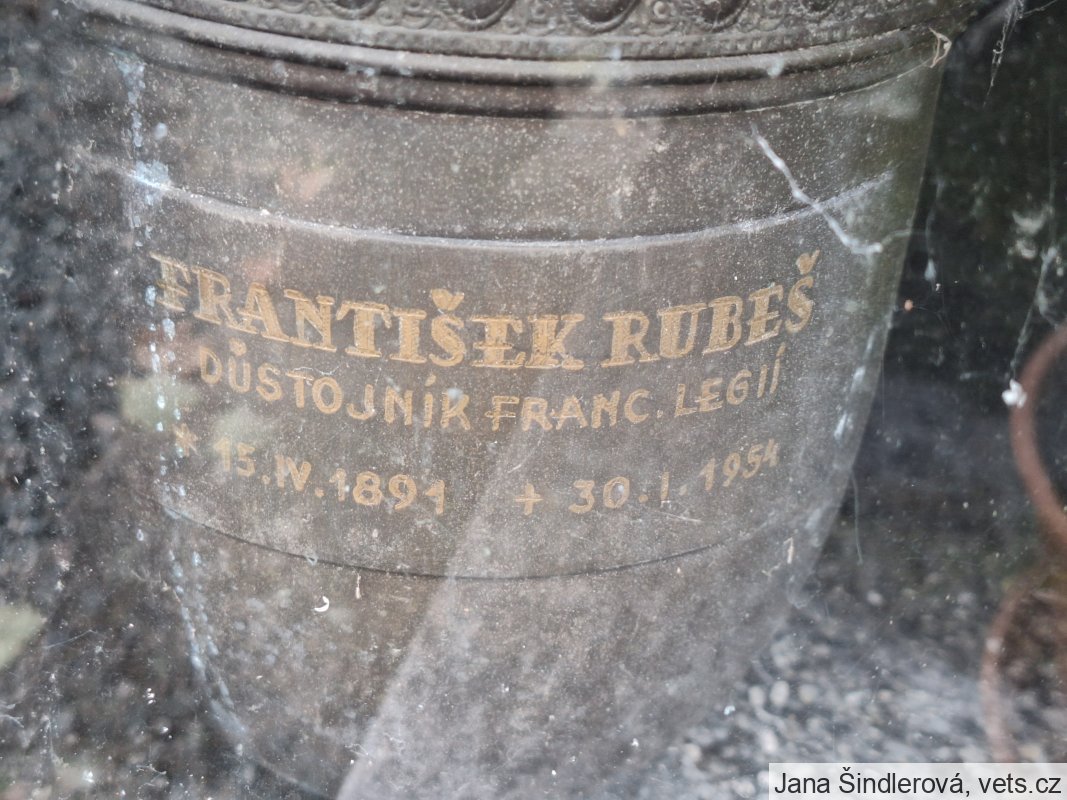 FRANTIŠEK RUBEŠ
DŮSTOJNÍK FRANC. LEGIÍ
* 15. IV. 1891 + 30. I. 1954
Jana Šindlerová, vets.cz